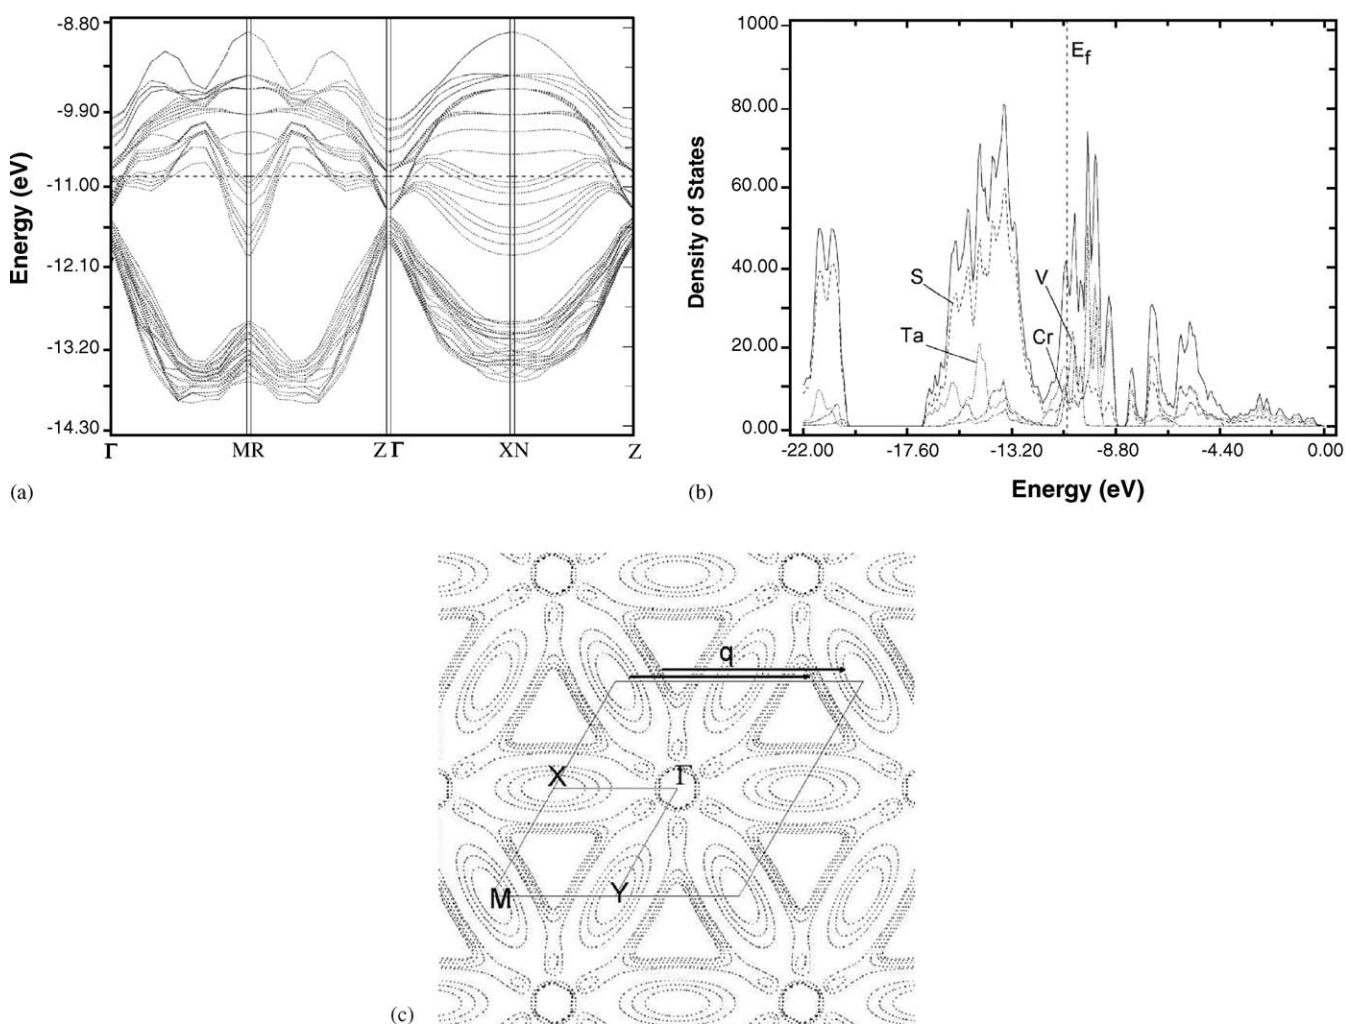 -8.80
-9.90
-11.00
-12.10
-13.20
-14.30
Energy (eV)
Γ MR Z Γ XN Z
(a)
1000
80.00
60.00
40.00
20.00
0.00
Density of States
E_f
S
V
Ta
Cr
-22.00 -17.60 -13.20 -8.80 -4.40 0.00
Energy (eV)
(b)
q
X Γ
M Y
(c)